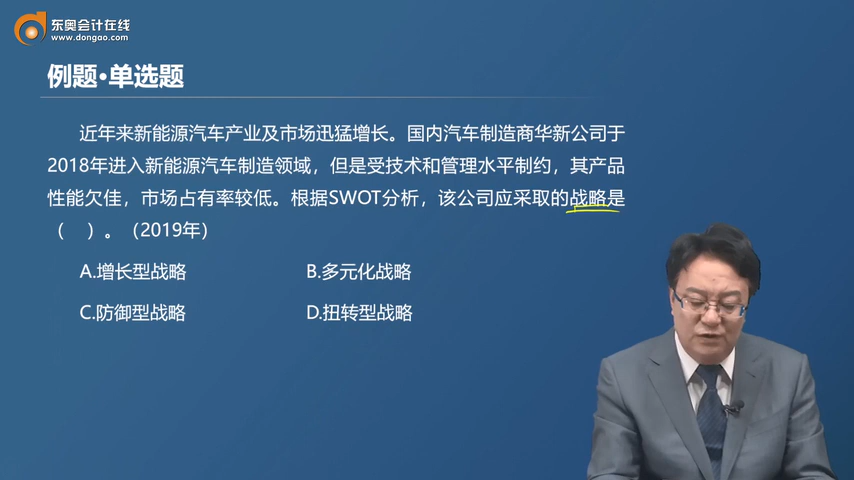 东奥会计在线
www.dongao.com
例题•单选题
近年来新能源汽车产业及市场迅猛增长。国内汽车制造商华新公司于
2018年进入新能源汽车制造领域，但是受技术和管理水平制约，其产品
性能欠佳，市场占有率较低。根据SWOT分析，该公司应采取的战略是
（ ）。（2019年）
A.增长型战略 B.多元化战略
C.防御型战略 D.扭转型战略